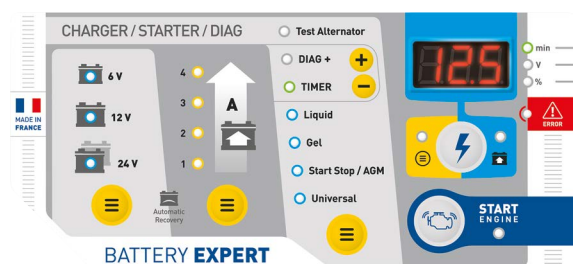 CHARGER / STARTER / DIAG
6 V
12 V
24 V
MADE IN
FRANCE
4
3
2
1
A
Automatic
Recovery
BATTERY EXPERT
Test Alternator
DIAG +
TIMER
Liquid
Gel
Start Stop / AGM
Universal
12.5
min
V
%
ERROR
START
ENGINE